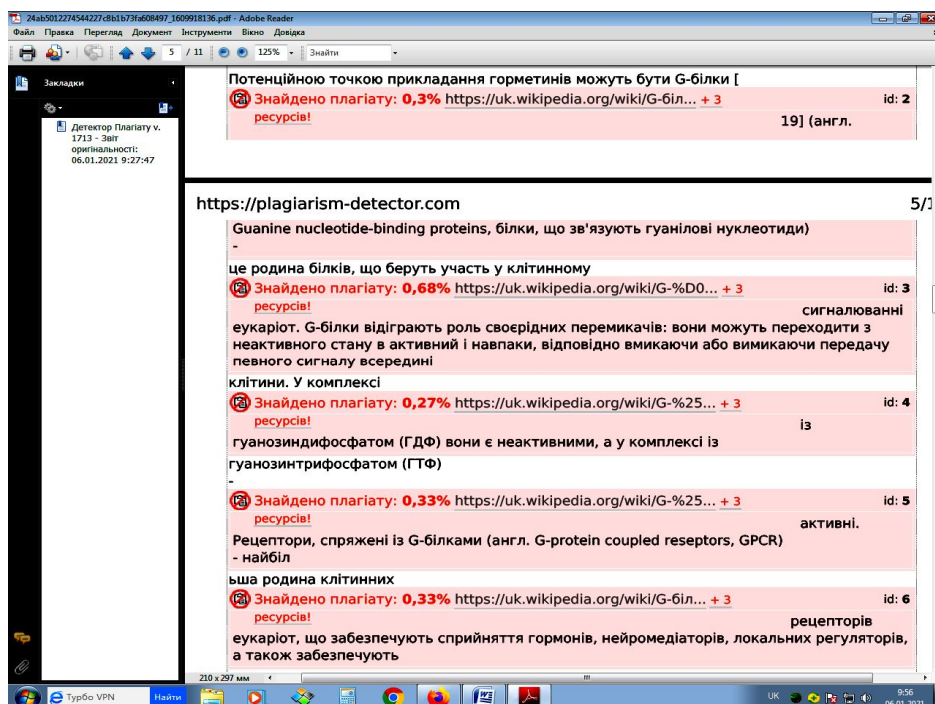 24ab5012274544227c8b1b73fa608497_1609918136.pdf - Adobe Reader
Файл Правка Перегляд Документ Інструменти Вікно Довідка
5 / 11 125% Знайти
Закладки
Детектор Плагіату v.
1713 - Звіт
оригінальності:
06.01.2021 9:27:47
Потенційною точкою прикладання горметинів можуть бути G-білки [
Знайдено плагіату: 0,3% https://uk.wikipedia.org/wiki/G-біл... + 3 id: 2
ресурсів!
19] (англ.
https://plagiarism-detector.com 5/1
Guanine nucleotide-binding proteins, білки, що зв'язують гуанілові нуклеотиди)
-
це родина білків, що беруть участь у клітинному
Знайдено плагіату: 0,68% https://uk.wikipedia.org/wiki/G-%D0... + 3 id: 3
ресурсів!
сигналюванні
еукаріот. G-білки відіграють роль своєрідних перемикачів: вони можуть переходити з
неактивного стану в активний і навпаки, відповідно вмикаючи або вимикаючи передачу
певного сигналу всередині
клітини. У комплексі
Знайдено плагіату: 0,27% https://uk.wikipedia.org/wiki/G-%25... + 3 id: 4
ресурсів!
із
гуанозиндифосфатом (ГДФ) вони є неактивними, а у комплексі із
гуанозинтрифосфатом (ГТФ)
-
Знайдено плагіату: 0,33% https://uk.wikipedia.org/wiki/G-%25... + 3 id: 5
ресурсів!
активні.
Рецептори, спряжені із G-білками (англ. G-protein coupled reseptors, GPCR)
- найбіл
ьша родина клітинних
Знайдено плагіату: 0,33% https://uk.wikipedia.org/wiki/G-біл... + 3 id: 6
ресурсів!
рецепторів
еукаріот, що забезпечують сприйняття гормонів, нейромедіаторів, локальних регуляторів,
а також забезпечують
210 x 297 мм
Турбо VPN Найти UK 9:56
06.01.2021